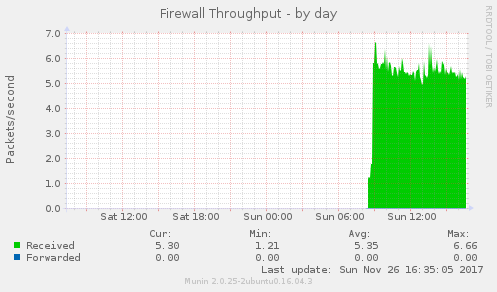 Firewall Throughput - by day
RRDTOOL / TOBI OETIKER
Packets/second
7.0
6.0
5.0
4.0
3.0
2.0
1.0
0.0
Sat 12:00 Sat 18:00 Sun 00:00 Sun 06:00 Sun 12:00
Cur: Min: Avg: Max:
Received 5.30 1.21 5.35 6.66
Forwarded 0.00 0.00 0.00 0.00
Last update: Sun Nov 26 16:35:05 2017
Munin 2.0.25-2ubuntu0.16.04.3